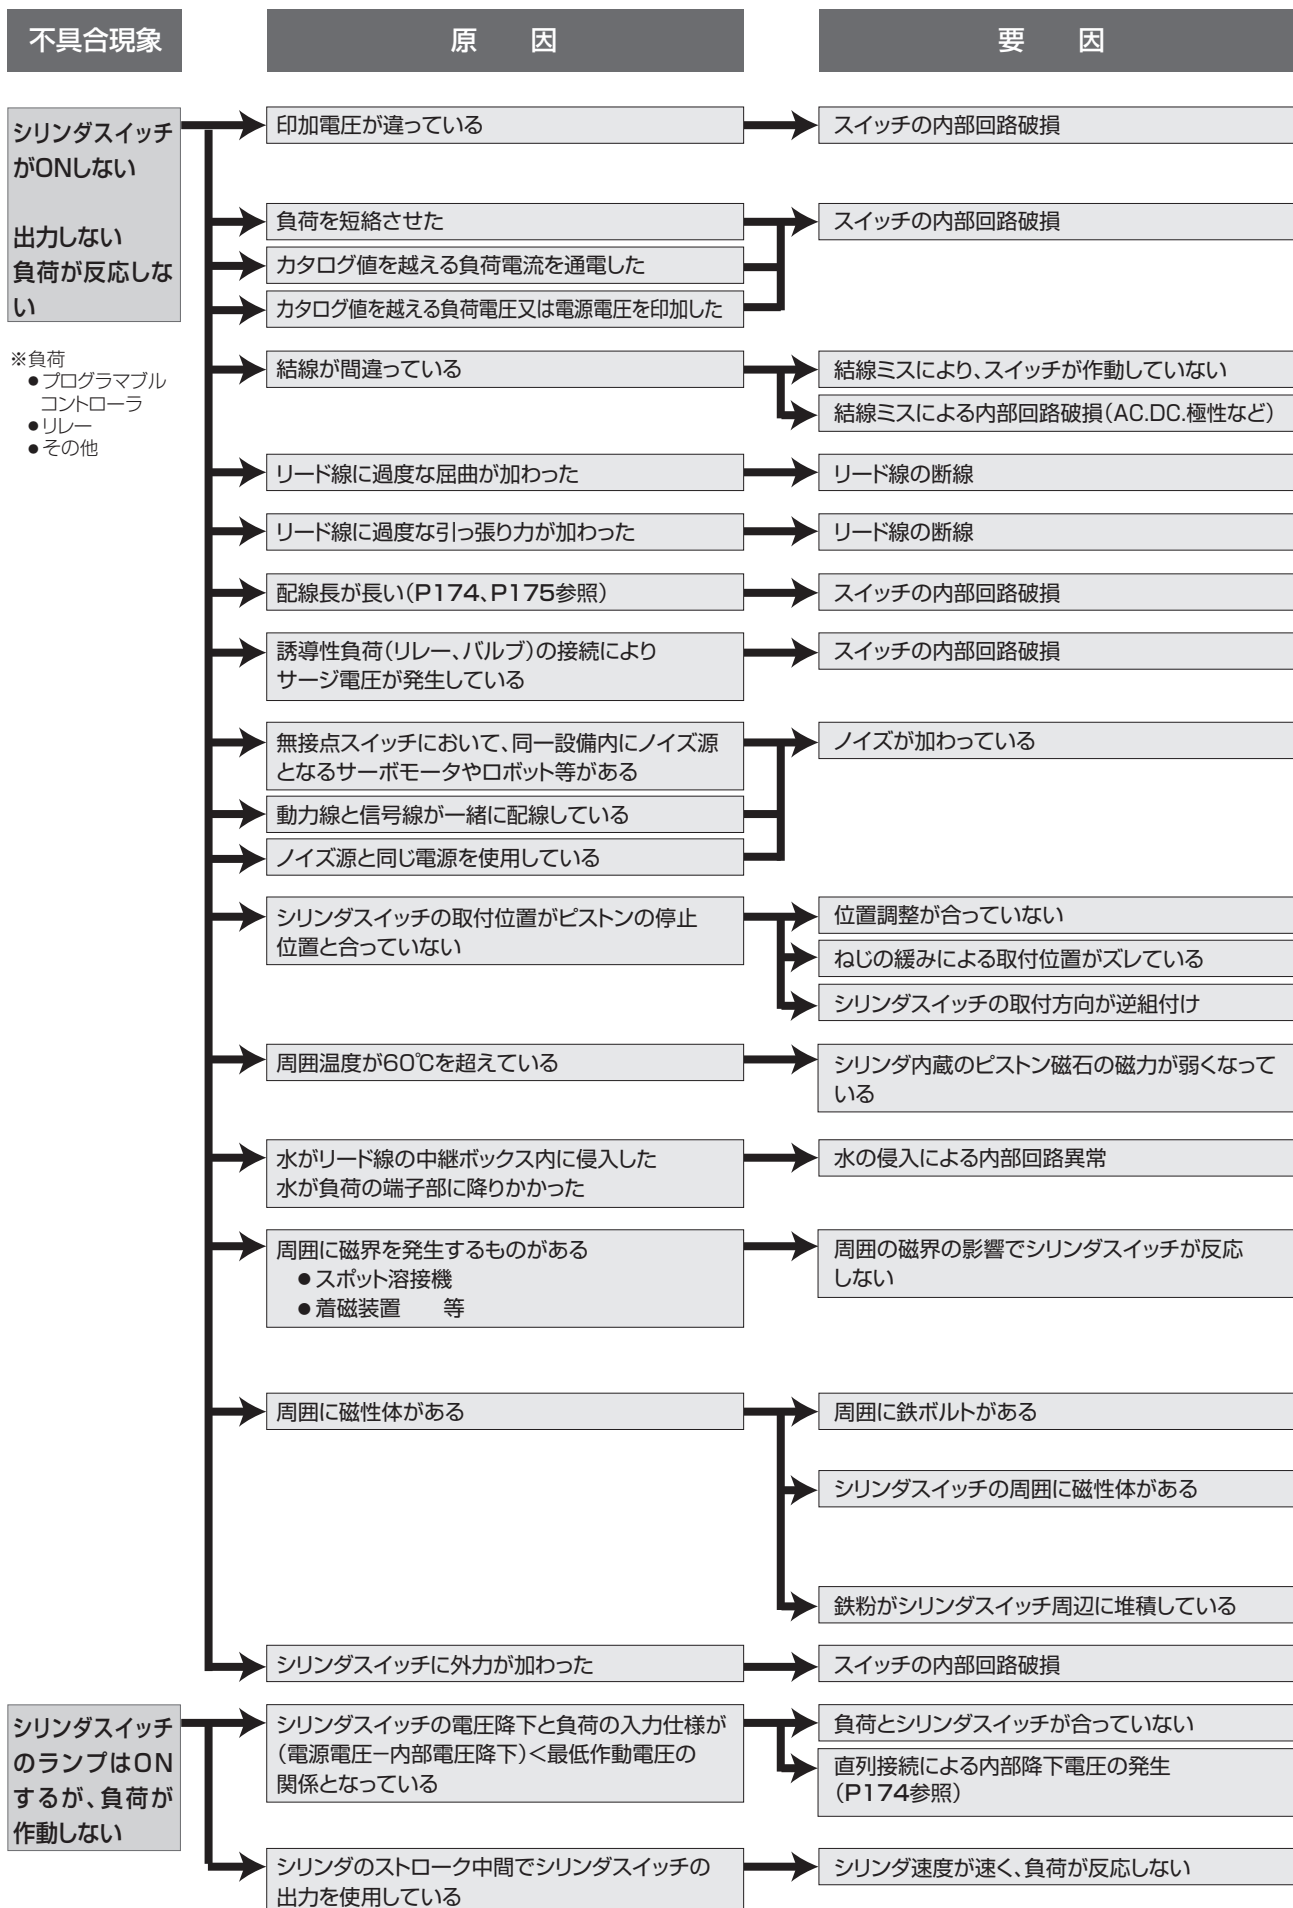 不具合現象
原　因
要　因
シリンダスイッチ
がONしない
出力しない
負荷が反応しな
い
※負荷
●プログラマブル
コントローラ
●リレー
●その他
印加電圧が違っている
スイッチの内部回路破損
負荷を短絡させた
スイッチの内部回路破損
カタログ値を越える負荷電流を通電した
カタログ値を越える負荷電圧又は電源電圧を印加した
結線が間違っている
結線ミスにより、スイッチが作動していない
結線ミスによる内部回路破損（AC.DC.極性など）
リード線に過度な屈曲が加わった
リード線の断線
リード線に過度な引っ張り力が加わった
リード線の断線
配線長が長い（P174、P175参照）
スイッチの内部回路破損
誘導性負荷（リレー、バルブ）の接続により
サージ電圧が発生している
スイッチの内部回路破損
無接点スイッチにおいて、同一設備内にノイズ源
となるサーボモータやロボット等がある
ノイズが加わっている
動力線と信号線が一緒に配線している
ノイズ源と同じ電源を使用している
シリンダスイッチの取付位置がピストンの停止
位置と合っていない
位置調整が合っていない
ねじの緩みによる取付位置がズレている
シリンダスイッチの取付方向が逆組付け
周囲温度が60℃を超えている
シリンダ内蔵のピストン磁石の磁力が弱くなって
いる
水がリード線の中継ボックス内に侵入した
水が負荷の端子部に降りかかった
水の侵入による内部回路異常
周囲に磁界を発生するものがある
●スポット溶接機
●着磁装置　等
周囲の磁界の影響でシリンダスイッチが反応
しない
周囲に磁性体がある
周囲に鉄ボルトがある
シリンダスイッチの周囲に磁性体がある
鉄粉がシリンダスイッチ周辺に堆積している
シリンダスイッチに外力が加わった
スイッチの内部回路破損
シリンダスイッチ
のランプはON
するが、負荷が
作動しない
シリンダスイッチの電圧降下と負荷の入力仕様が
（電源電圧－内部電圧降下）＜最低作動電圧の
関係となっている
負荷とシリンダスイッチが合っていない
直列接続による内部降下電圧の発生
（P174参照）
シリンダのストローク中間でシリンダスイッチの
出力を使用している
シリンダ速度が速く、負荷が反応しない